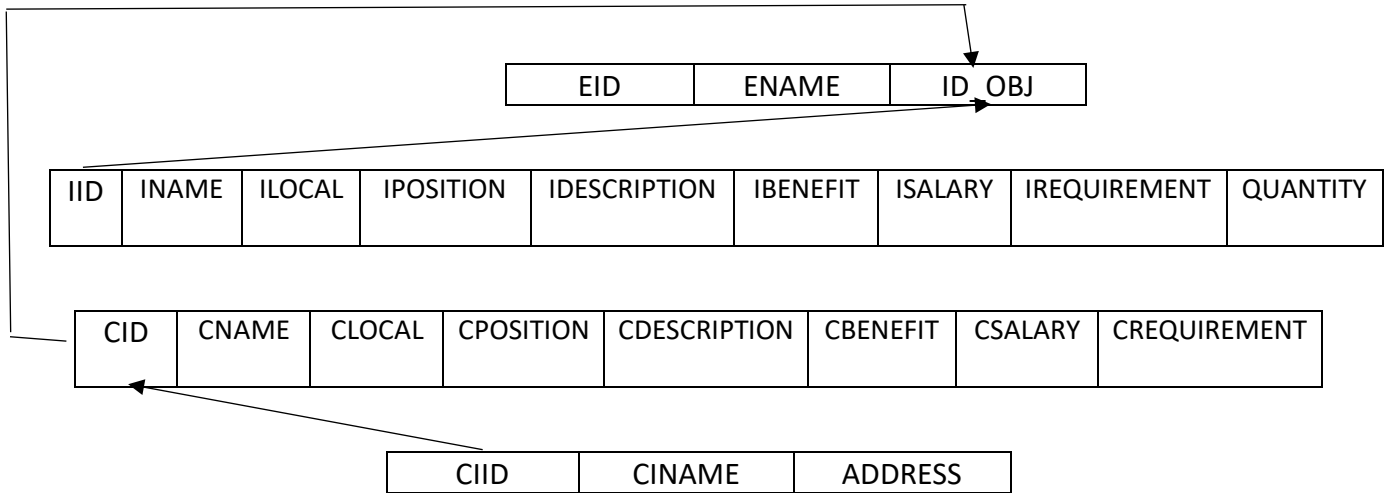 EID ENAME ID_OBJ
IID INAME ILOCAL IPOSITION IDESCRIPTION IBENEFIT ISALARY IREQUIREMENT QUANTITY
CID CNAME CLOCAL CPOSITION CDESCRIPTION CBENEFIT CSALARY CREQUIREMENT
CIID CINAME ADDRESS